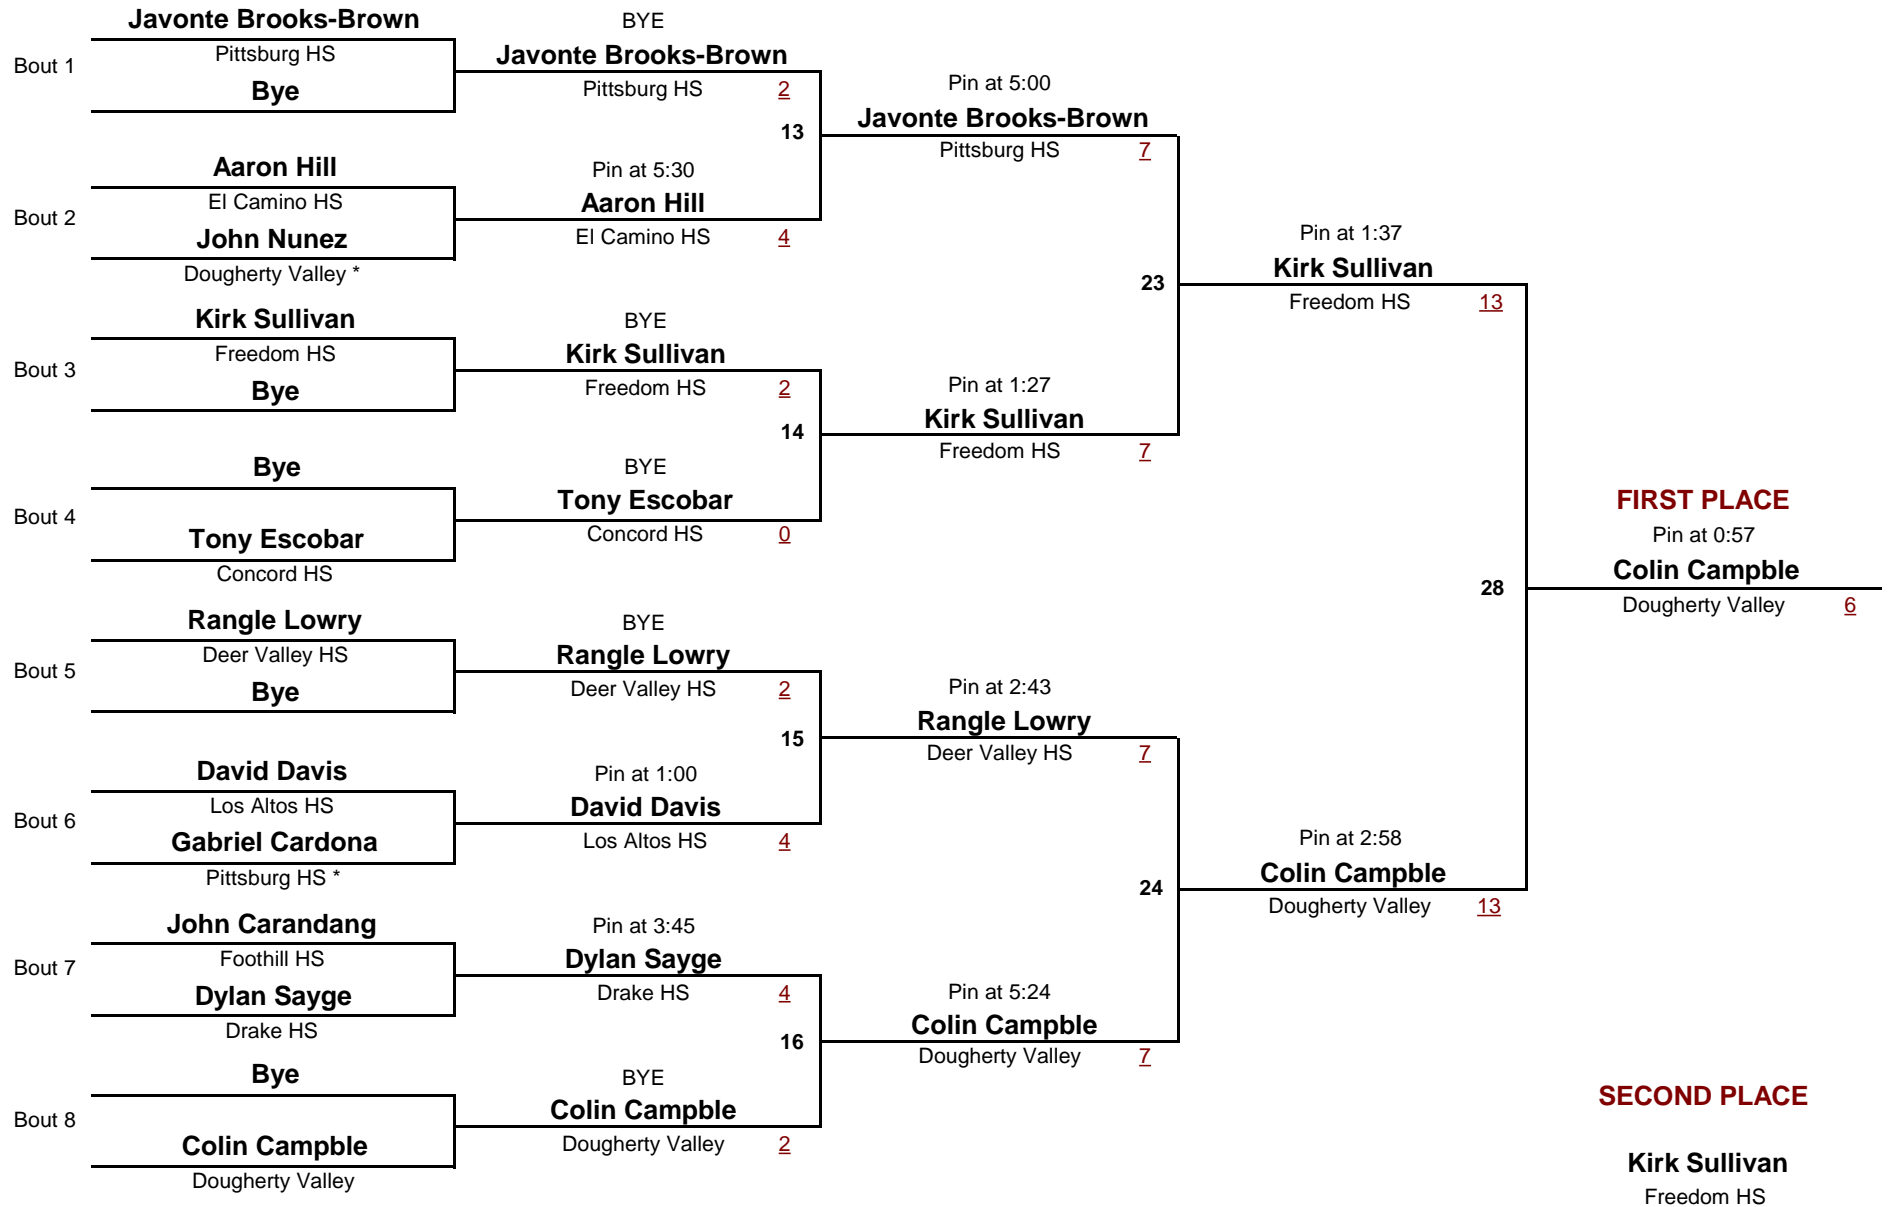 Javonte Brooks-Brown
Bout 1
Pittsburg HS
Bye
Aaron Hill
Bout 2
El Camino HS
John Nunez
Dougherty Valley *
Kirk Sullivan
Bout 3
Freedom HS
Bye
Bye
Bout 4
Tony Escobar
Concord HS
Rangle Lowry
Bout 5
Deer Valley HS
Bye
David Davis
Bout 6
Los Altos HS
Gabriel Cardona
Pittsburg HS *
John Carandang
Bout 7
Foothill HS
Dylan Sayge
Drake HS
Bye
Bout 8
Colin Campble
Dougherty Valley
BYE
Javonte Brooks-Brown
Pittsburg HS 2
13
Pin at 5:30
Aaron Hill
El Camino HS 4
BYE
Kirk Sullivan
Freedom HS 2
14
BYE
Tony Escobar
Concord HS 0
BYE
Rangle Lowry
Deer Valley HS 2
15
Pin at 1:00
David Davis
Los Altos HS 4
Pin at 3:45
Dylan Sayge
Drake HS 4
16
BYE
Colin Campble
Dougherty Valley 2
Pin at 5:00
Javonte Brooks-Brown
Pittsburg HS 7
23
Pin at 1:27
Kirk Sullivan
Freedom HS 7
Pin at 2:43
Rangle Lowry
Deer Valley HS 7
24
Pin at 5:24
Colin Campble
Dougherty Valley 7
Pin at 1:37
Kirk Sullivan
Freedom HS 13
28
Pin at 2:58
Colin Campble
Dougherty Valley 13
FIRST PLACE
Pin at 0:57
Colin Campble
Dougherty Valley 6
SECOND PLACE
Kirk Sullivan
Freedom HS